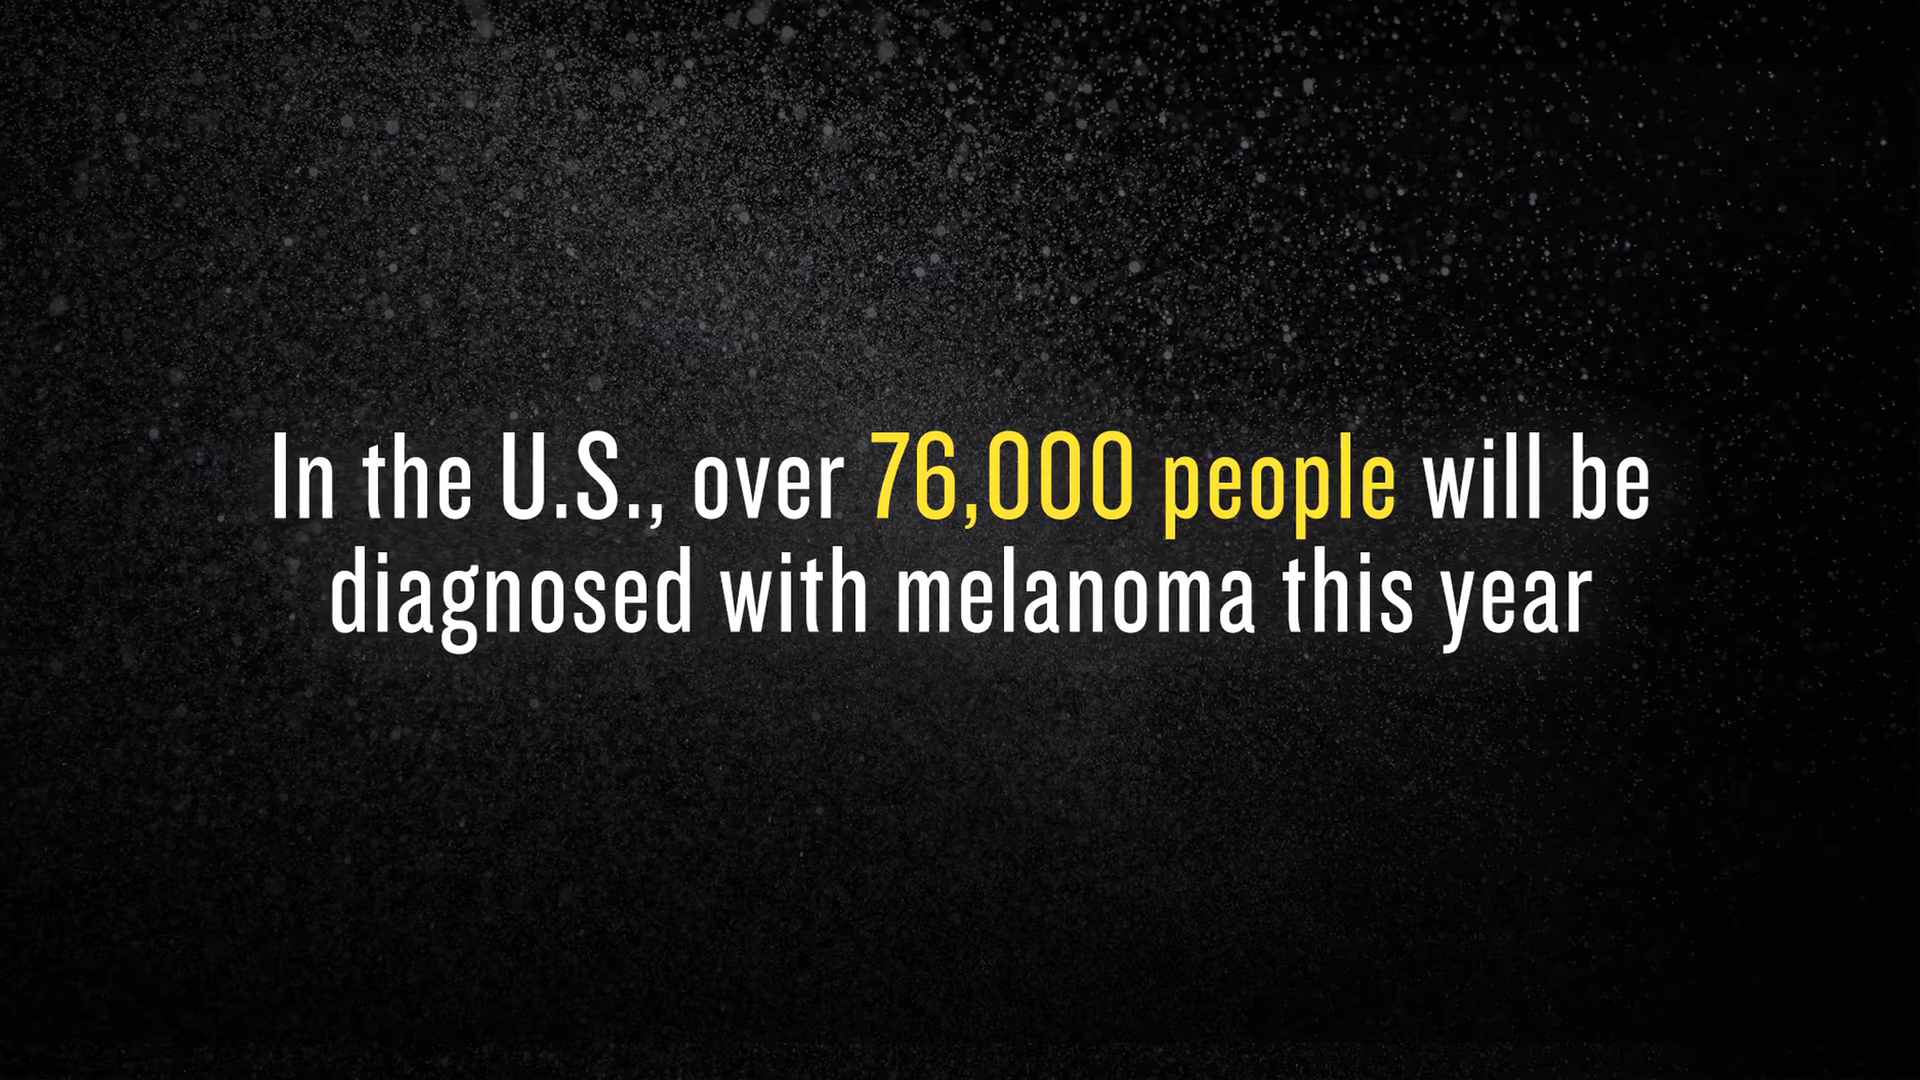 In the U.S., over 76,000 people will be
diagnosed with melanoma this year